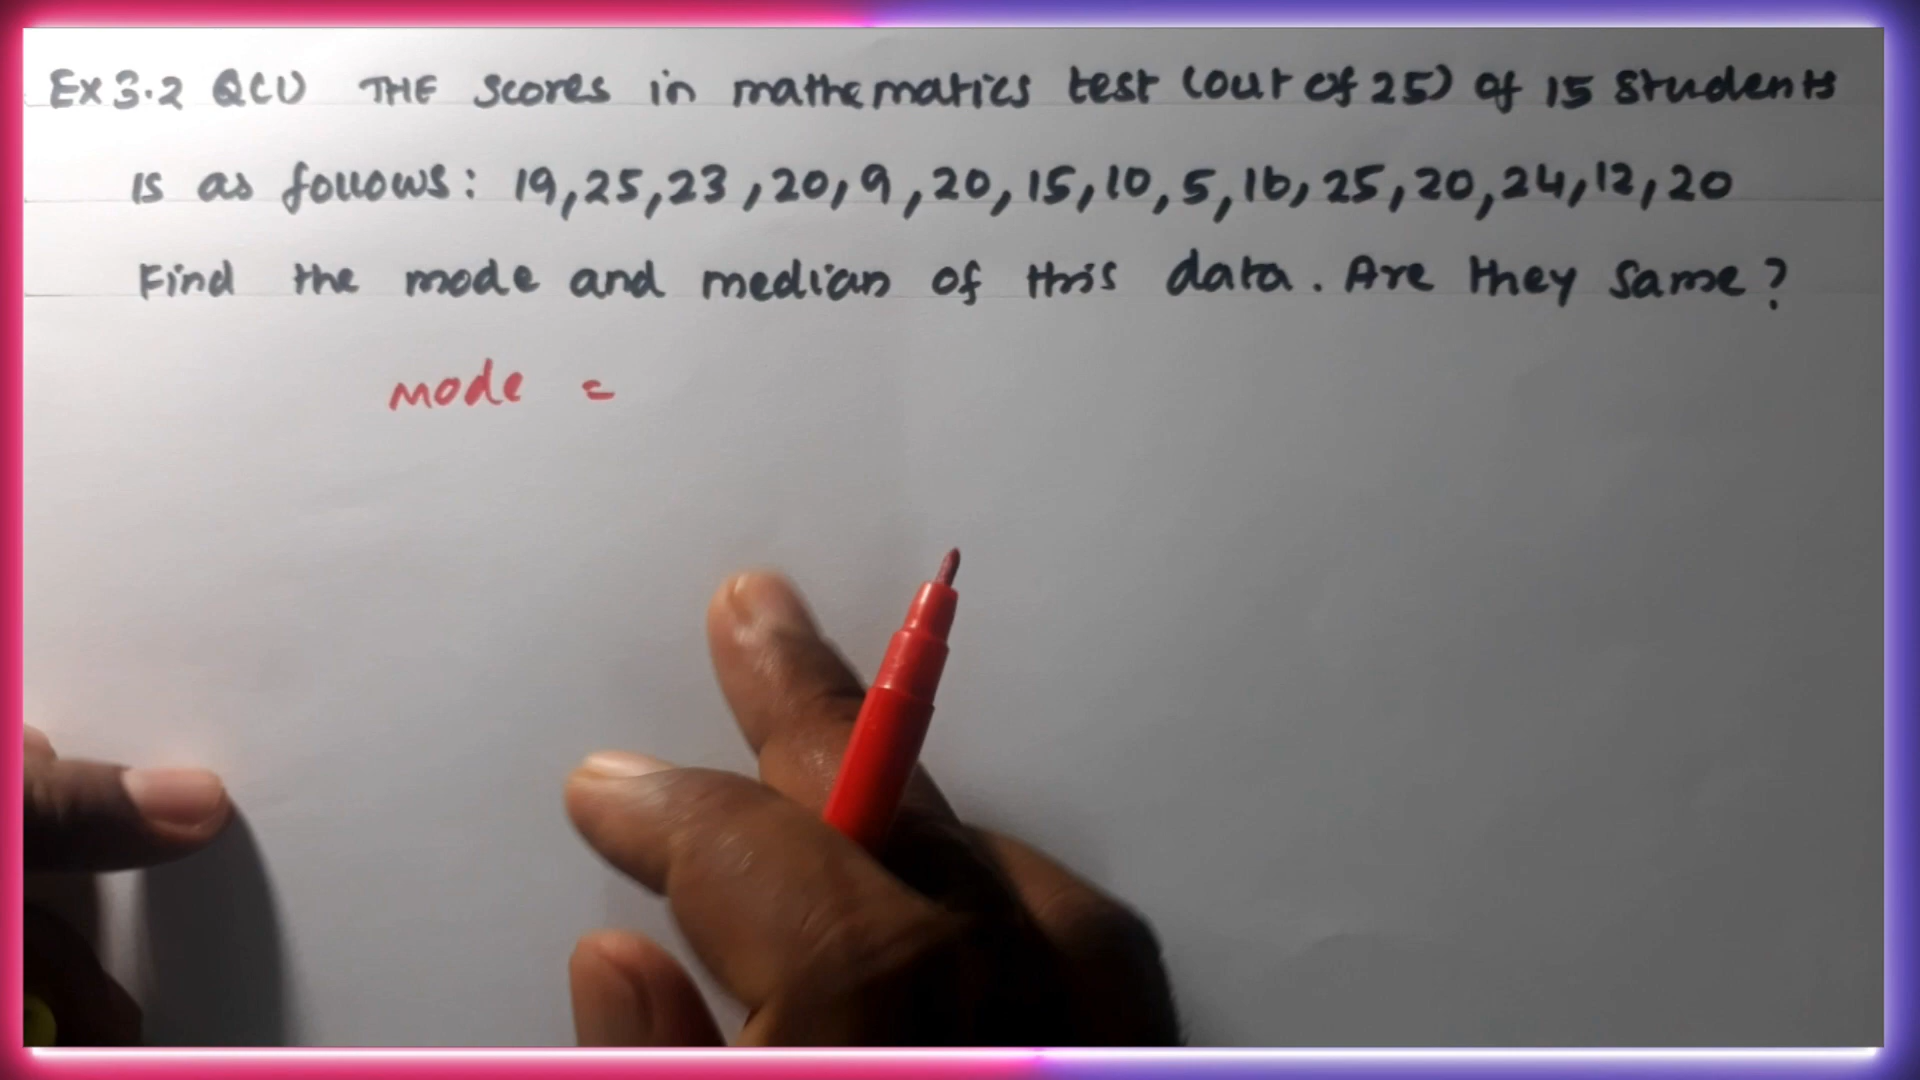 Ex 3.2 Q(1) THE Scores in mathematics test (out of 25) of 15 students
is as follows: 19,25,23,20,9,20,15,10,5,16,25,20,24,12,20
Find the mode and median of this data. Are they same?
mode =